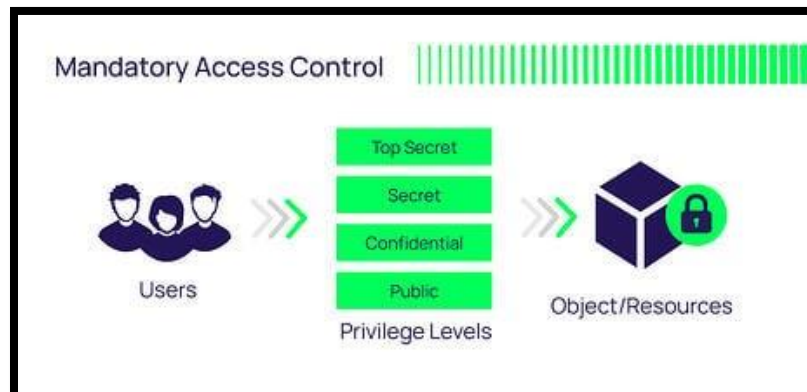 Mandatory Access Control
Top Secret
Secret
Confidential
Public
Users
Privilege Levels
Object/Resources